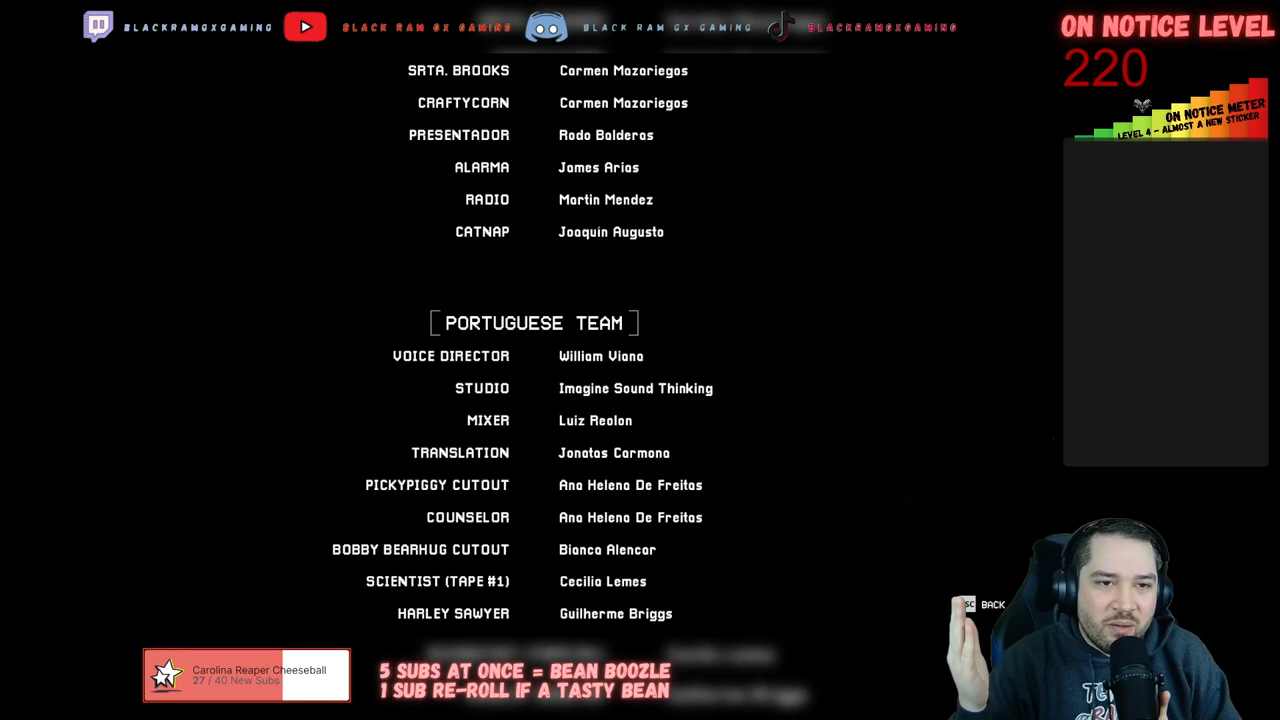 BLACKRAMGXGAMING BLACK RAM GX GAMING BLACK RAM GX GAMING BLACKRAMGXGAMING
ON NOTICE LEVEL
220
ON NOTICE METER
LEVEL 4 - ALMOST A NEW STICKER
SRTA. BROOKS Carmen Mazariegos
CRAFTYCORN Carmen Mazariegos
PRESENTADOR Rodo Balderas
ALARMA James Arias
RADIO Martin Mendez
CATNAP Joaquín Augusto
[PORTUGUESE TEAM]
VOICE DIRECTOR William Viana
STUDIO Imagine Sound Thinking
MIXER Luiz Reolon
TRANSLATION Jonatas Carmona
PICKYPIGGY CUTOUT Ana Helena De Freitas
COUNSELOR Ana Helena De Freitas
BOBBY BEARHUG CUTOUT Bianca Alencar
SCIENTIST (TAPE #1) Cecilia Lemes
HARLEY SAWYER Guilherme Briggs
BACK
Carolina Reaper Cheeseball
27 / 40 New Subs
5 SUBS AT ONCE = BEAN BOOZLE
1 SUB RE-ROLL IF A TASTY BEAN